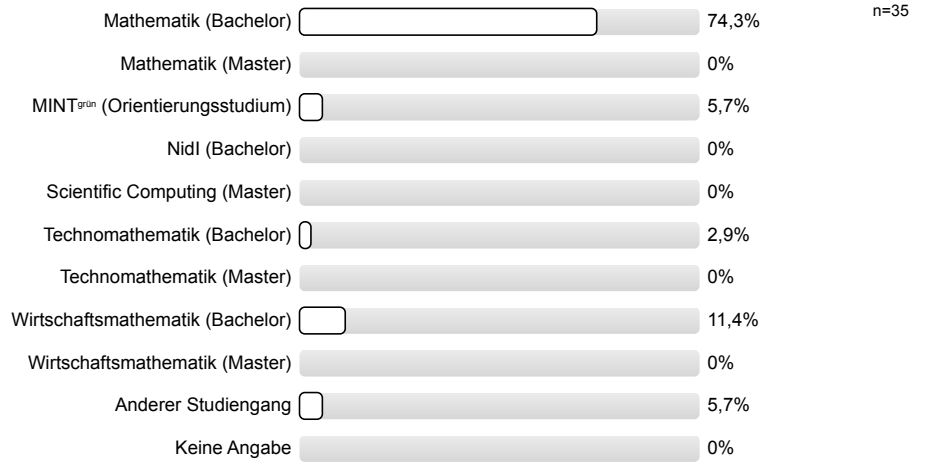 Mathematik (Bachelor) 74,3% n=35
Mathematik (Master) 0%
MINTgrün (Orientierungsstudium) 5,7%
NidI (Bachelor) 0%
Scientific Computing (Master) 0%
Technomathematik (Bachelor) 2,9%
Technomathematik (Master) 0%
Wirtschaftsmathematik (Bachelor) 11,4%
Wirtschaftsmathematik (Master) 0%
Anderer Studiengang 5,7%
Keine Angabe 0%